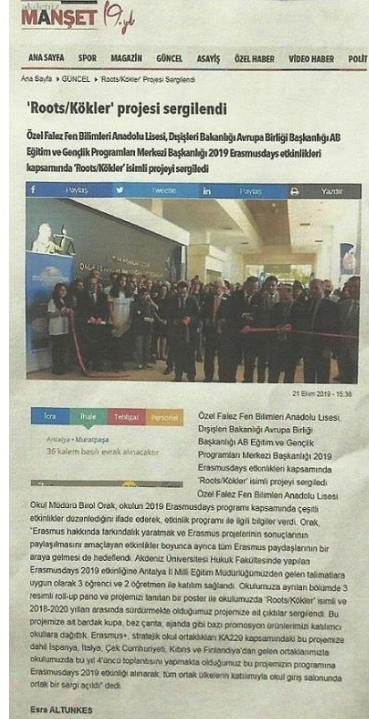 akdeniz
MANŞET 19.yıl
ANA SAYFA SPOR MAGAZİN GÜNCEL ASAYİŞ ÖZEL HABER VİDEO HABER POLİT
Ana Sayfa › GÜNCEL › 'Roots/Kökler' Projesi Sergilendi
'Roots/Kökler' projesi sergilendi
Özel Falez Fen Bilimleri Anadolu Lisesi, Dışişleri Bakanlığı Avrupa Birliği Başkanlığı AB
Eğitim ve Gençlik Programları Merkezi Başkanlığı 2019 Erasmusdays etkinlikleri
kapsamında 'Roots/Kökler' isimli projeyi sergiledi
f Paylaş Tweetle in Paylaş Yazdır
21 Ekim 2019 - 15:38
İcra İhale Tebligat Personel
Antalya • Muratpaşa
36 kalem basılı evrak alınacaktır
Özel Falez Fen Bilimleri Anadolu Lisesi,
Dışişleri Bakanlığı Avrupa Birliği
Başkanlığı AB Eğitim ve Gençlik
Programları Merkezi Başkanlığı 2019
Erasmusdays etkinlikleri kapsamında
'Roots/Kökler' isimli projeyi sergiledi
Özel Falez Fen Bilimleri Anadolu Lisesi
Okul Müdürü Birol Orak, okulun 2019 Erasmusdays programı kapsamında çeşitli
etkinlikler düzenlediğini ifade ederek, etkinlik programı ile ilgili bilgiler verdi. Orak,
"Erasmus hakkında farkındalık yaratmak ve Erasmus projelerinin sonuçlarının
paylaşılmasını amaçlayan etkinlikler boyunca ayrıca tüm Erasmus paydaşlarının bir
araya gelmesi de hedeflendi. Akdeniz Üniversitesi Hukuk Fakültesinde yapılan
Erasmusdays 2019 etkinliğine Antalya İl Milli Eğitim Müdürlüğümüzden gelen talimatlara
uygun olarak 3 öğrenci ve 2 öğretmen ile katılım sağlandı. Okulumuza ayrılan bölümde 3
resimli roll-up pano ve projemizi tanıtan bir poster ile okulumuzda 'Roots/Kökler' isimli ve
2018-2020 yılları arasında sürdürmekte olduğumuz projemize ait çıktılar sergilendi. Bu
projemize ait bardak kupa, bez çanta, ajanda gibi bazı promosyon ürünlerimizi katılımcı
okullara dağıttık. Erasmus+, stratejik okul ortaklıkları KA229 kapsamındaki bu projemize
dahil İspanya, İtalya, Çek Cumhuriyeti, Kıbrıs ve Finlandiya'dan gelen ortaklarımızla
okulumuzda bu yıl 4'üncü toplantısını yapmakta olduğumuz bu projemizin programına
Erasmusdays 2019 etkinliği alınarak, tüm ortak ülkelerin katılımıyla okul giriş salonunda
ortak bir sergi açıldı" dedi.
Esra ALTUNKES